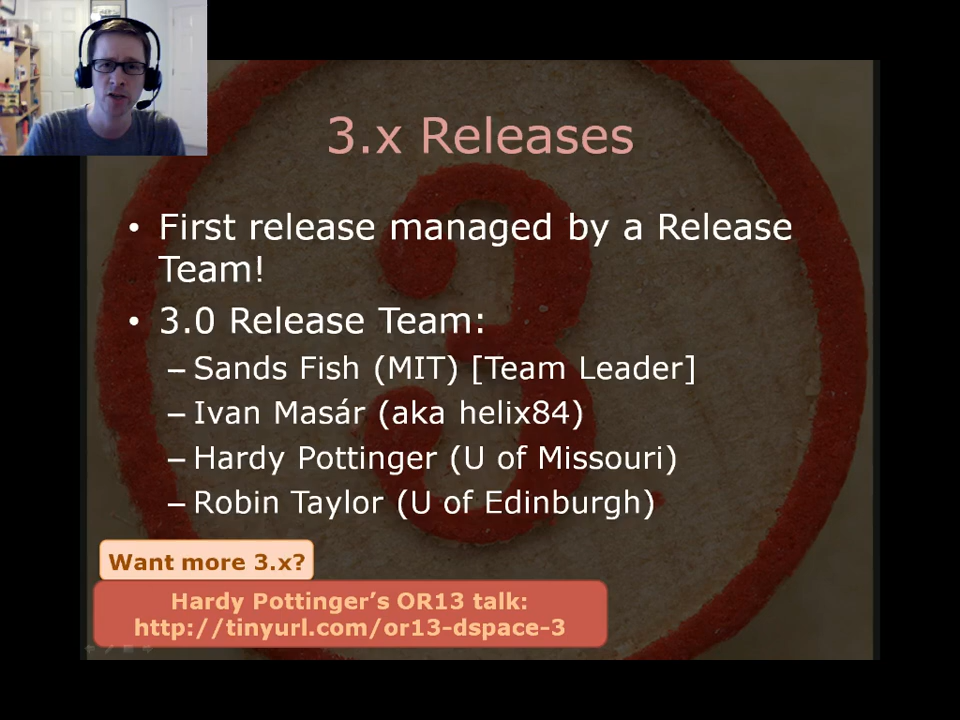 3.x Releases
• First release managed by a Release
Team!
• 3.0 Release Team:
– Sands Fish (MIT) [Team Leader]
– Ivan Masár (aka helix84)
– Hardy Pottinger (U of Missouri)
– Robin Taylor (U of Edinburgh)
Want more 3.x?
Hardy Pottinger’s OR13 talk:
http://tinyurl.com/or13-dspace-3